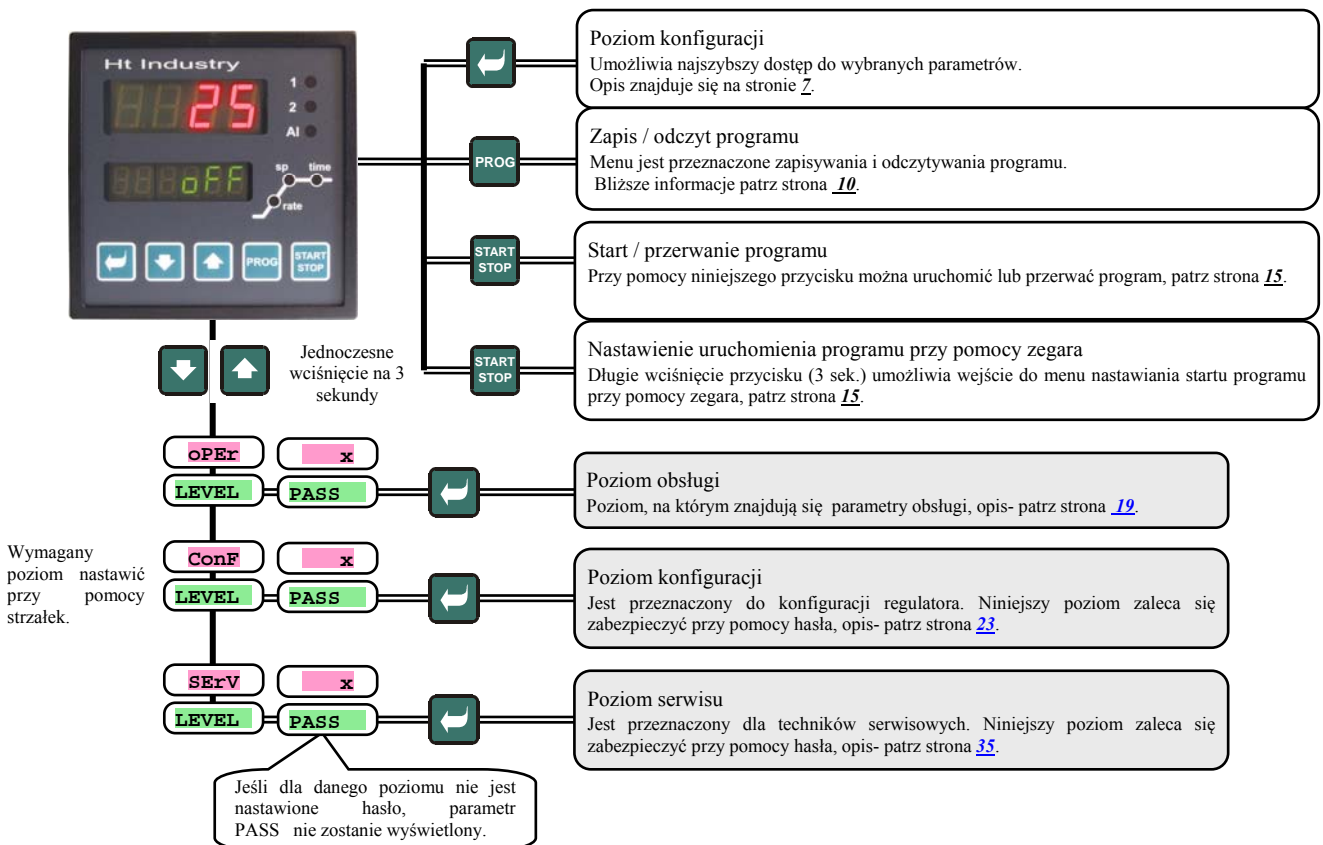 Ht Industry
1
2
AI
25
oFF
sp
time
rate
PROG
START
STOP
Poziom konfiguracji
Umożliwia najszybszy dostęp do wybranych parametrów.
Opis znajduje się na stronie 7.
PROG
Zapis / odczyt programu
Menu jest przeznaczone zapisywania i odczytywania programu.
Bliższe informacje patrz strona 10.
START
STOP
Start / przerwanie programu
Przy pomocy niniejszego przycisku można uruchomić lub przerwać program, patrz strona 15.
START
STOP
Nastawienie uruchomienia programu przy pomocy zegara
Długie wciśnięcie przycisku (3 sek.) umożliwia wejście do menu nastawiania startu programu
przy pomocy zegara, patrz strona 15.
Jednoczesne
wciśnięcie na 3
sekundy
oPEr x
LEVEL PASS
Poziom obsługi
Poziom, na którym znajdują się parametry obsługi, opis- patrz strona 19.
Wymagany
poziom nastawić
przy pomocy
strzałek.
ConF x
LEVEL PASS
Poziom konfiguracji
Jest przeznaczony do konfiguracji regulatora. Niniejszy poziom zaleca się
zabezpieczyć przy pomocy hasła, opis- patrz strona 23.
SErV x
LEVEL PASS
Poziom serwisu
Jest przeznaczony dla techników serwisowych. Niniejszy poziom zaleca się
zabezpieczyć przy pomocy hasła, opis- patrz strona 35.
Jeśli dla danego poziomu nie jest
nastawione hasło, parametr
PASS nie zostanie wyświetlony.